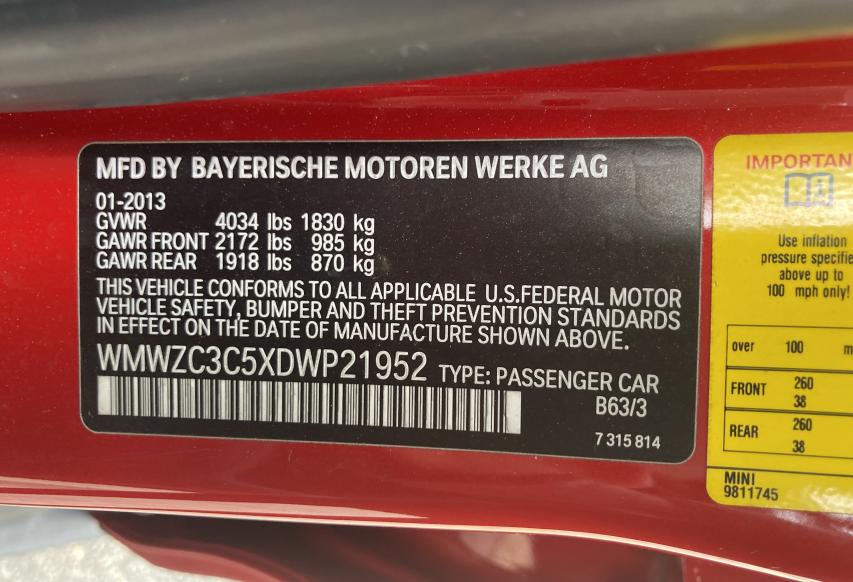 MFD BY BAYERISCHE MOTOREN WERKE AG
01-2013
GVWR 4034 lbs 1830 kg
GAWR FRONT 2172 lbs 985 kg
GAWR REAR 1918 lbs 870 kg
THIS VEHICLE CONFORMS TO ALL APPLICABLE U.S.FEDERAL MOTOR
VEHICLE SAFETY, BUMPER AND THEFT PREVENTION STANDARDS
IN EFFECT ON THE DATE OF MANUFACTURE SHOWN ABOVE.
WMWZC3C5XDWP21952 TYPE: PASSENGER CAR
B63/3
7 315 814
IMPORTAN
Use inflation
pressure specifie
above up to
100 mph only!
over 100 m
FRONT 260
38
REAR 260
38
MINI
9811745